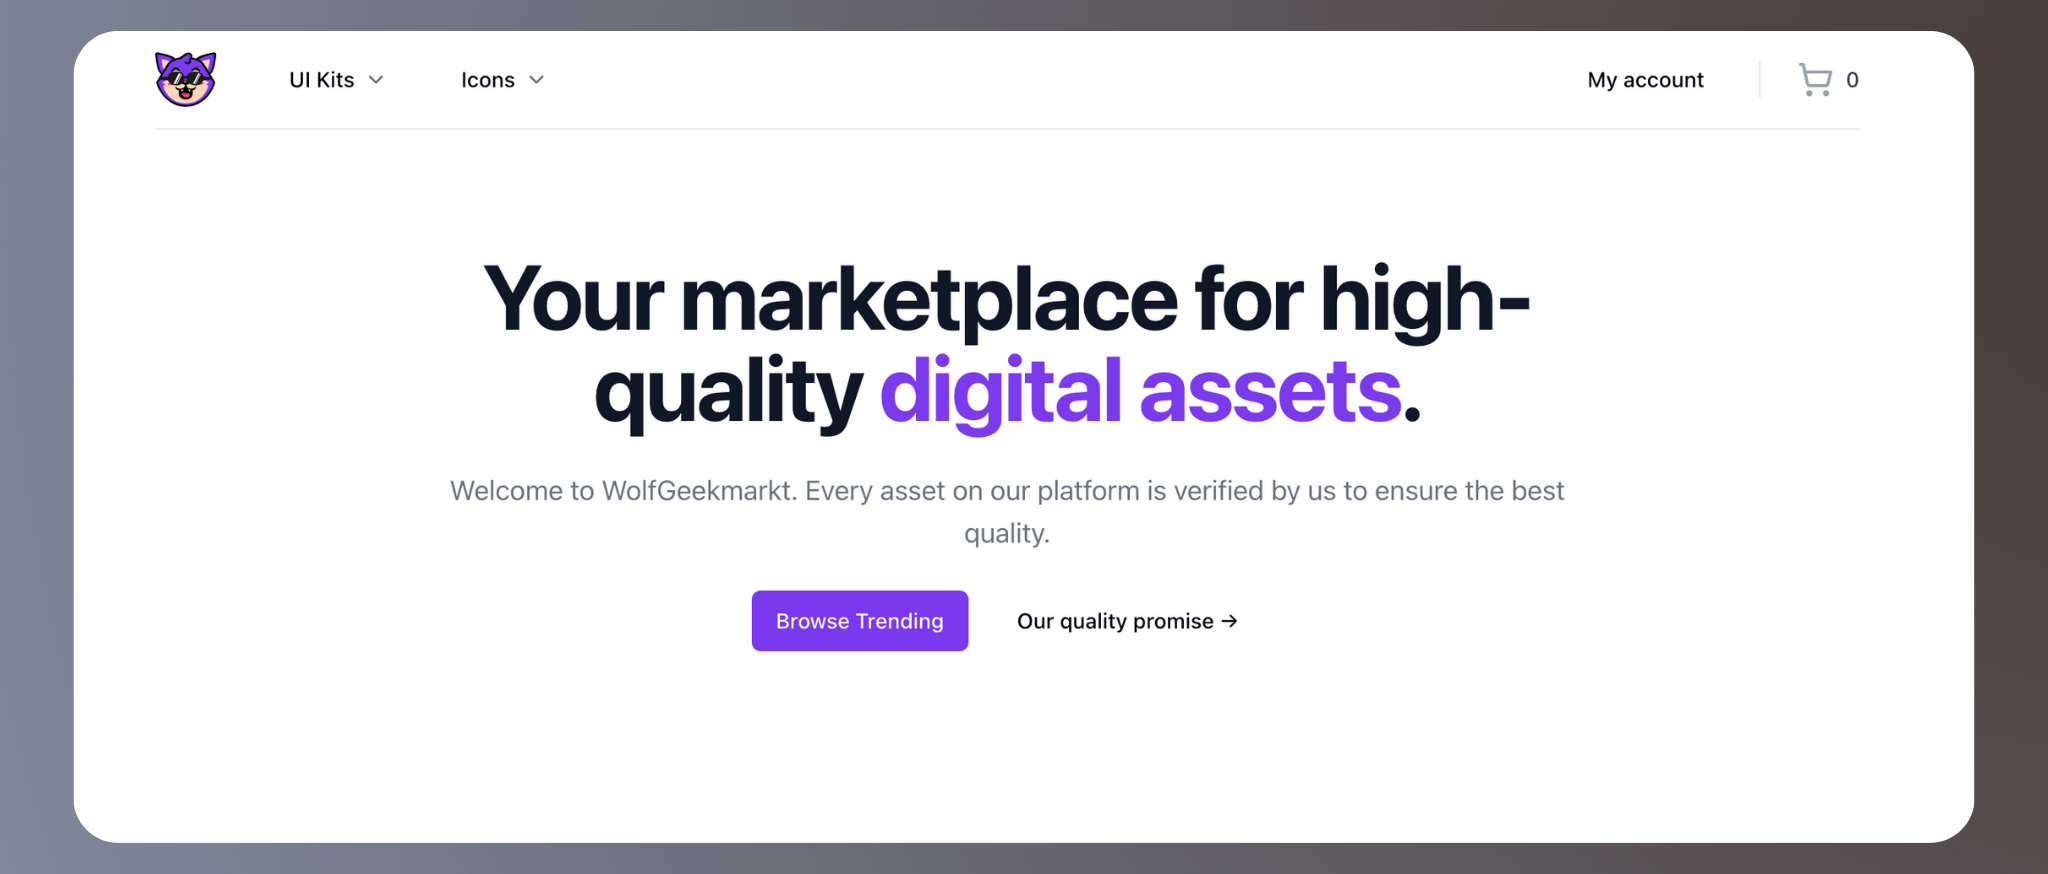 UI Kits
Icons
My account
0
Your marketplace for high-
quality digital assets.
Welcome to WolfGeekmarkt. Every asset on our platform is verified by us to ensure the best
quality.
Browse Trending
Our quality promise →